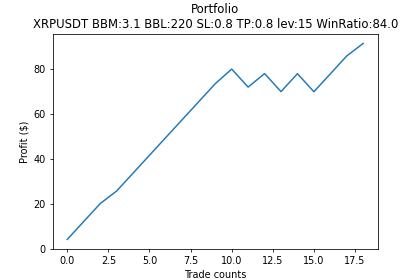 Portfolio
XRPUSDT BBM:3.1 BBL:220 SL:0.8 TP:0.8 lev:15 WinRatio:84.0
80
60
40
20
0
Profit ($)
0.0 2.5 5.0 7.5 10.0 12.5 15.0 17.5
Trade counts